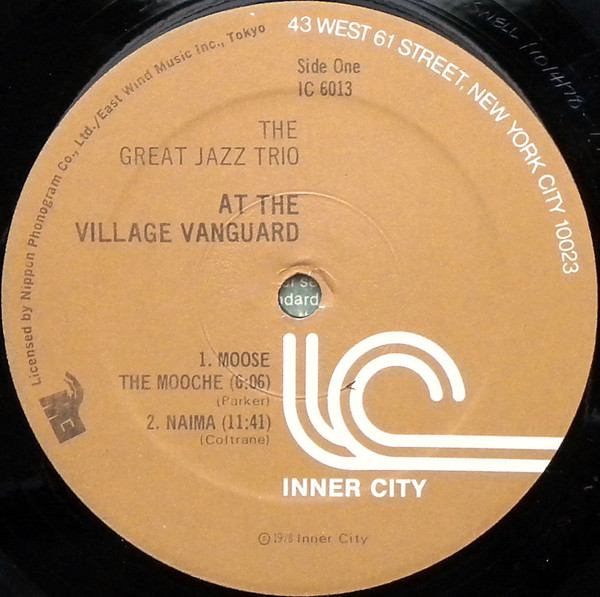 43 WEST 61 STREET, NEW YORK CITY 10023
Licensed by Nippon Phonogram Co., Ltd./East Wind Music Inc., Tokyo
Side One
IC 6013
THE
GREAT JAZZ TRIO
AT THE
VILLAGE VANGUARD
1. MOOSE
THE MOOCHE (6:06)
(Parker)
2. NAIMA (11:41)
(Coltrane)
INNER CITY
©1978 Inner City